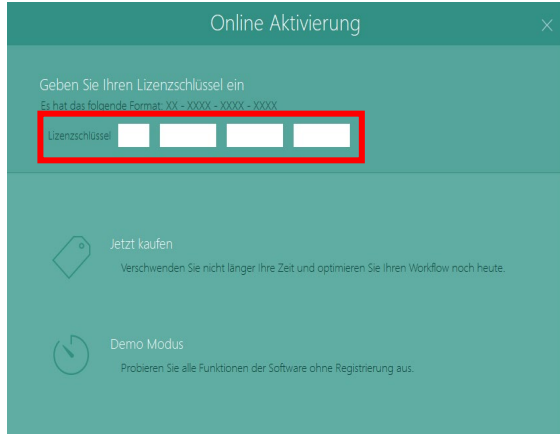 Online Aktivierung
Geben Sie Ihren Lizenzschlüssel ein
Es hat das folgende Format: XX - XXXX - XXXX - XXXX
Lizenzschlüssel
Jetzt kaufen
Verschwenden Sie nicht länger Ihre Zeit und optimieren Sie Ihren Workflow noch heute.
Demo Modus
Probieren Sie alle Funktionen der Software ohne Registrierung aus.